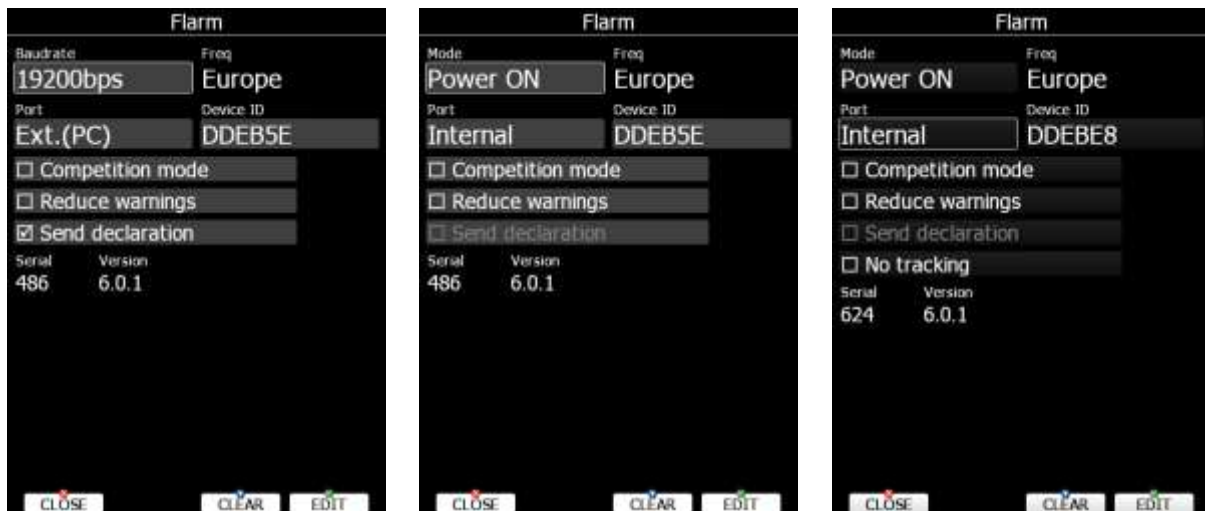 Flarm
Baudrate Freq
19200bps Europe
Port Device ID
Ext.(PC) DDEB5E
Competition mode
Reduce warnings
Send declaration
Serial Version
486 6.0.1
CLOSE CLEAR EDIT
Flarm
Mode Freq
Power ON Europe
Port Device ID
Internal DDEB5E
Competition mode
Reduce warnings
Send declaration
Serial Version
486 6.0.1
CLOSE CLEAR EDIT
Flarm
Mode Freq
Power ON Europe
Port Device ID
Internal DDEBE8
Competition mode
Reduce warnings
Send declaration
No tracking
Serial Version
624 6.0.1
CLOSE CLEAR EDIT